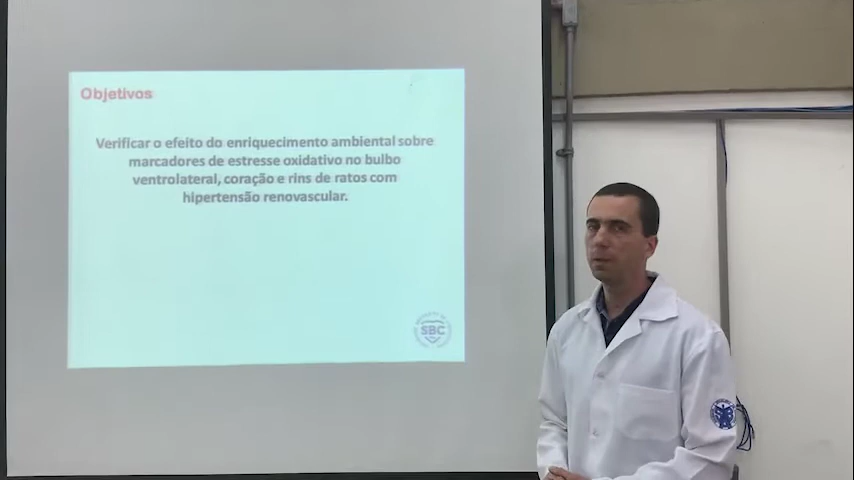 Objetivos
Verificar o efeito do enriquecimento ambiental sobre
marcadores de estresse oxidativo no bulbo
ventrolateral, coração e rins de ratos com
hipertensão renovascular.
SBC